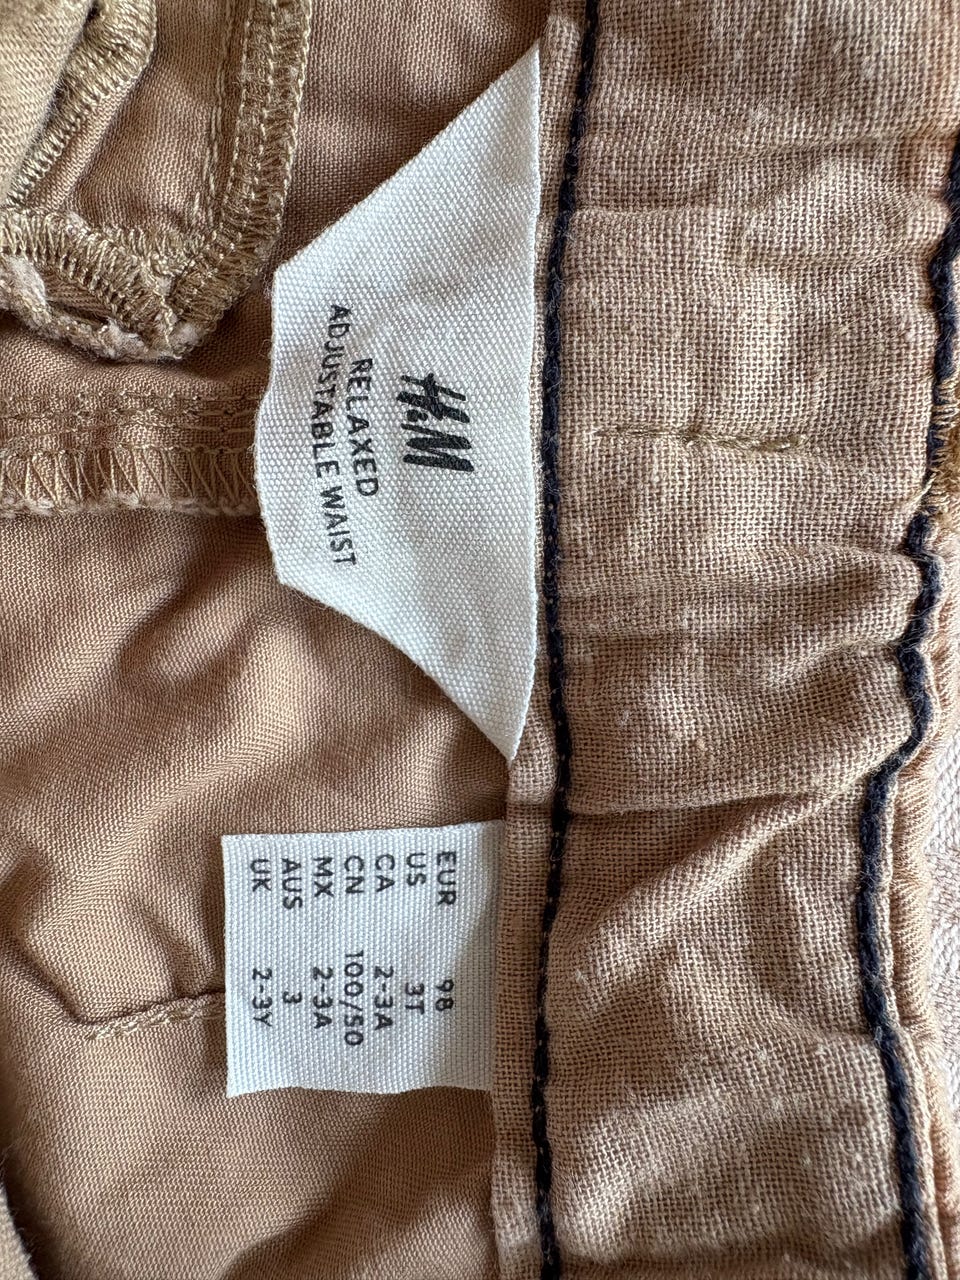 H&M
RELAXED
ADJUSTABLE WAIST
EUR 98
US 3T
CA 2-3A
CN 100/50
MX 2-3A
AUS 3
UK 2-3Y